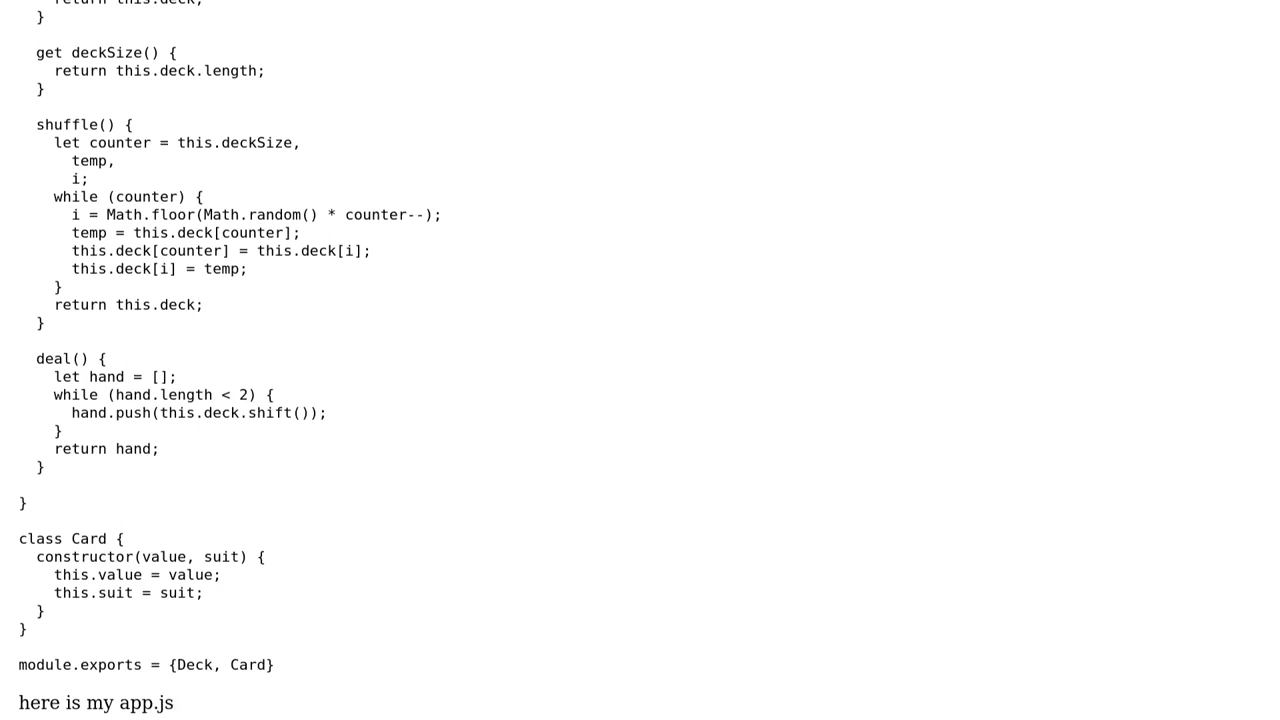 return this.deck;
}
get deckSize() {
return this.deck.length;
}
shuffle() {
let counter = this.deckSize,
temp,
i;
while (counter) {
i = Math.floor(Math.random() * counter--);
temp = this.deck[counter];
this.deck[counter] = this.deck[i];
this.deck[i] = temp;
}
return this.deck;
}
deal() {
let hand = [];
while (hand.length < 2) {
hand.push(this.deck.shift());
}
return hand;
}
}
class Card {
constructor(value, suit) {
this.value = value;
this.suit = suit;
}
}
module.exports = {Deck, Card}
here is my app.js